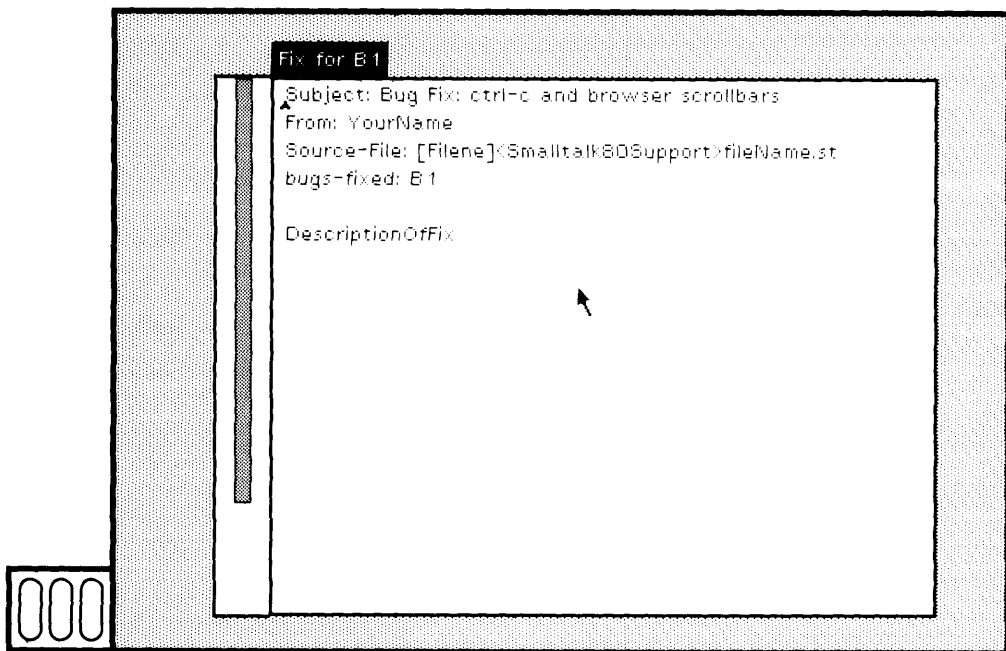 Fix for B1
Subject: Bug Fix: ctrl-c and browser scrollbars
From: YourName
Source-File: [Filene]<Smalltalk80Support>fileName.st
bugs-fixed: B1
DescriptionOfFix